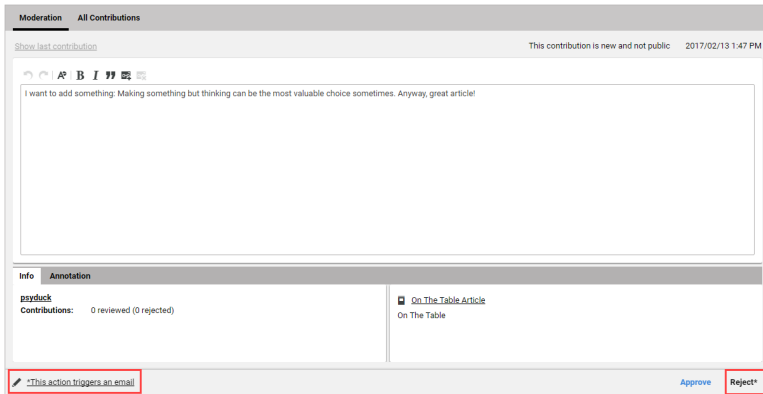 Moderation All Contributions
Show last contribution This contribution is new and not public 2017/02/13 1:47 PM
B I
I want to add something: Making something but thinking can be the most valuable choice sometimes. Anyway, great article!
Info Annotation
psyduck
Contributions: 0 reviewed (0 rejected)
On The Table Article
On The Table
*This action triggers an email Approve Reject*